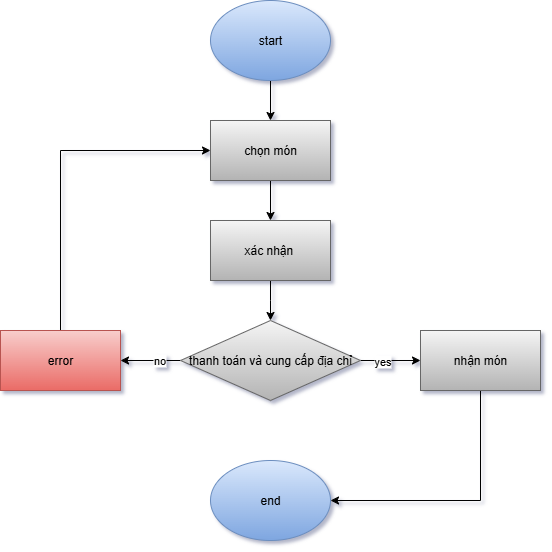 start
chọn món
xác nhận
error
no
thanh toán và cung cấp địa chỉ
yes
nhận món
end